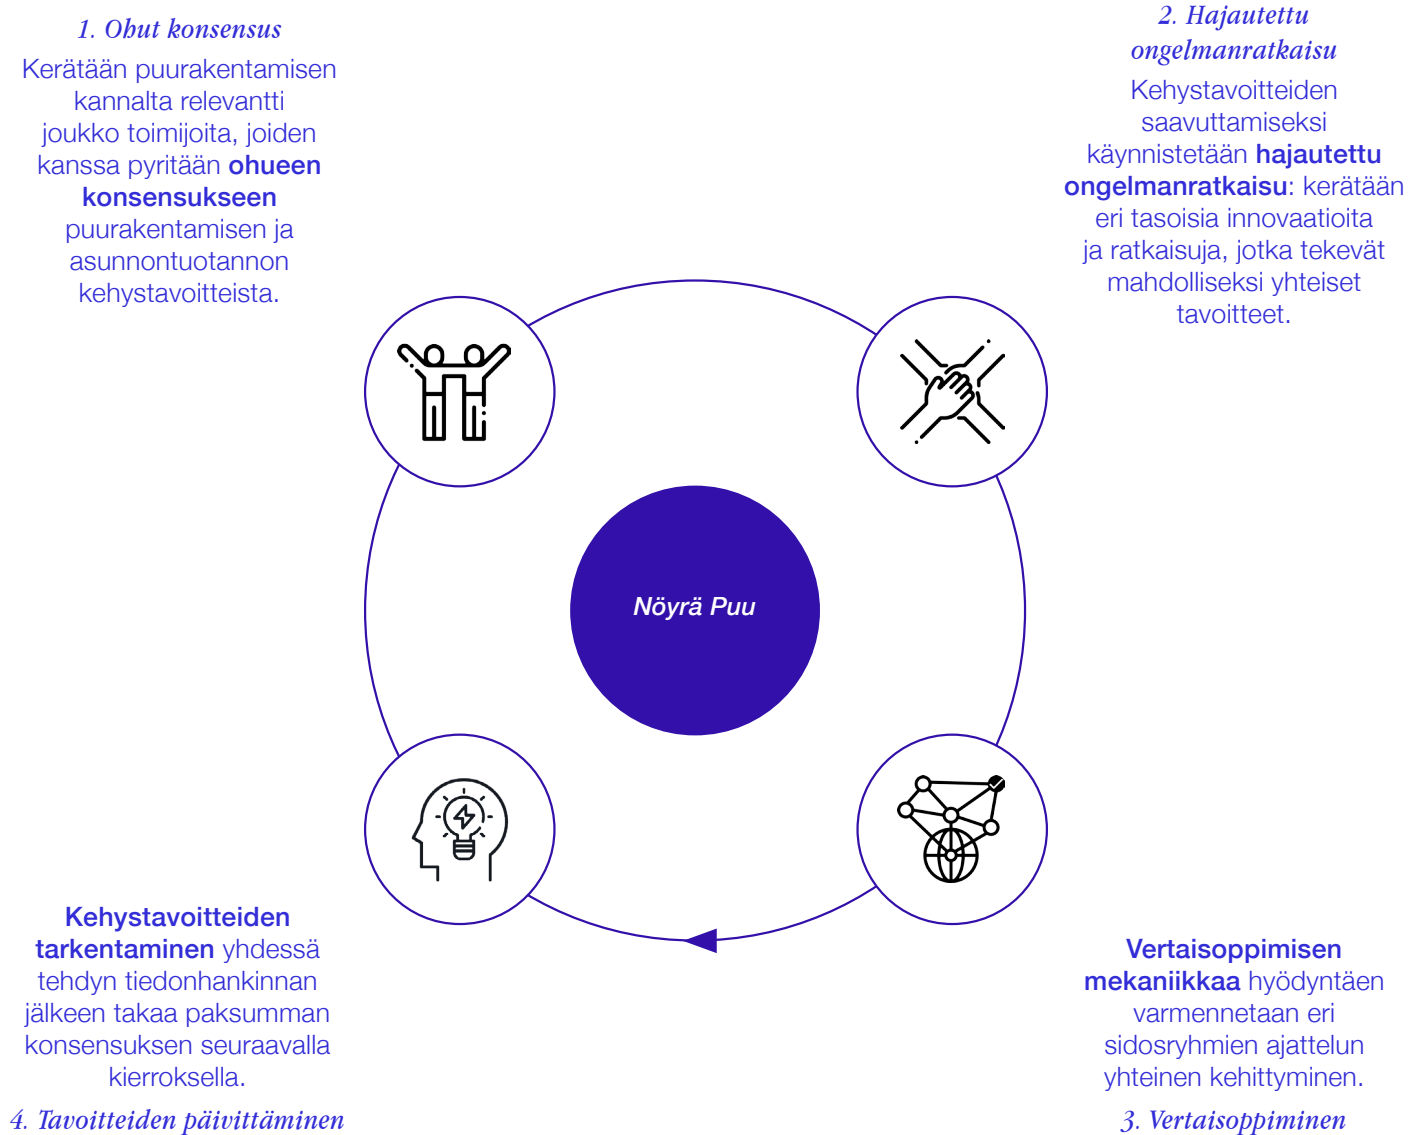 1. Ohut konsensus
Kerätään puurakentamisen
kannalta relevantti
joukko toimijoita, joiden
kanssa pyritään ohueen
konsensukseen
puurakentamisen ja
asunnontuotannon
kehystavoitteista.
2. Hajautettu
ongelmanratkaisu
Kehystavoitteiden
saavuttamiseksi
käynnistetään hajautettu
ongelmanratkaisu: kerätään
eri tasoisia innovaatioita
ja ratkaisuja, jotka tekevät
mahdolliseksi yhteiset
tavoitteet.
Nöyrä Puu
Vertaisoppimisen
mekaniikkaa hyödyntäen
varmennetaan eri
sidosryhmien ajattelun
yhteinen kehittyminen.
3. Vertaisoppiminen
Kehystavoitteiden
tarkentaminen yhdessä
tehdyn tiedonhankinnan
jälkeen takaa paksumman
konsensuksen seuraavalla
kierroksella.
4. Tavoitteiden päivittäminen